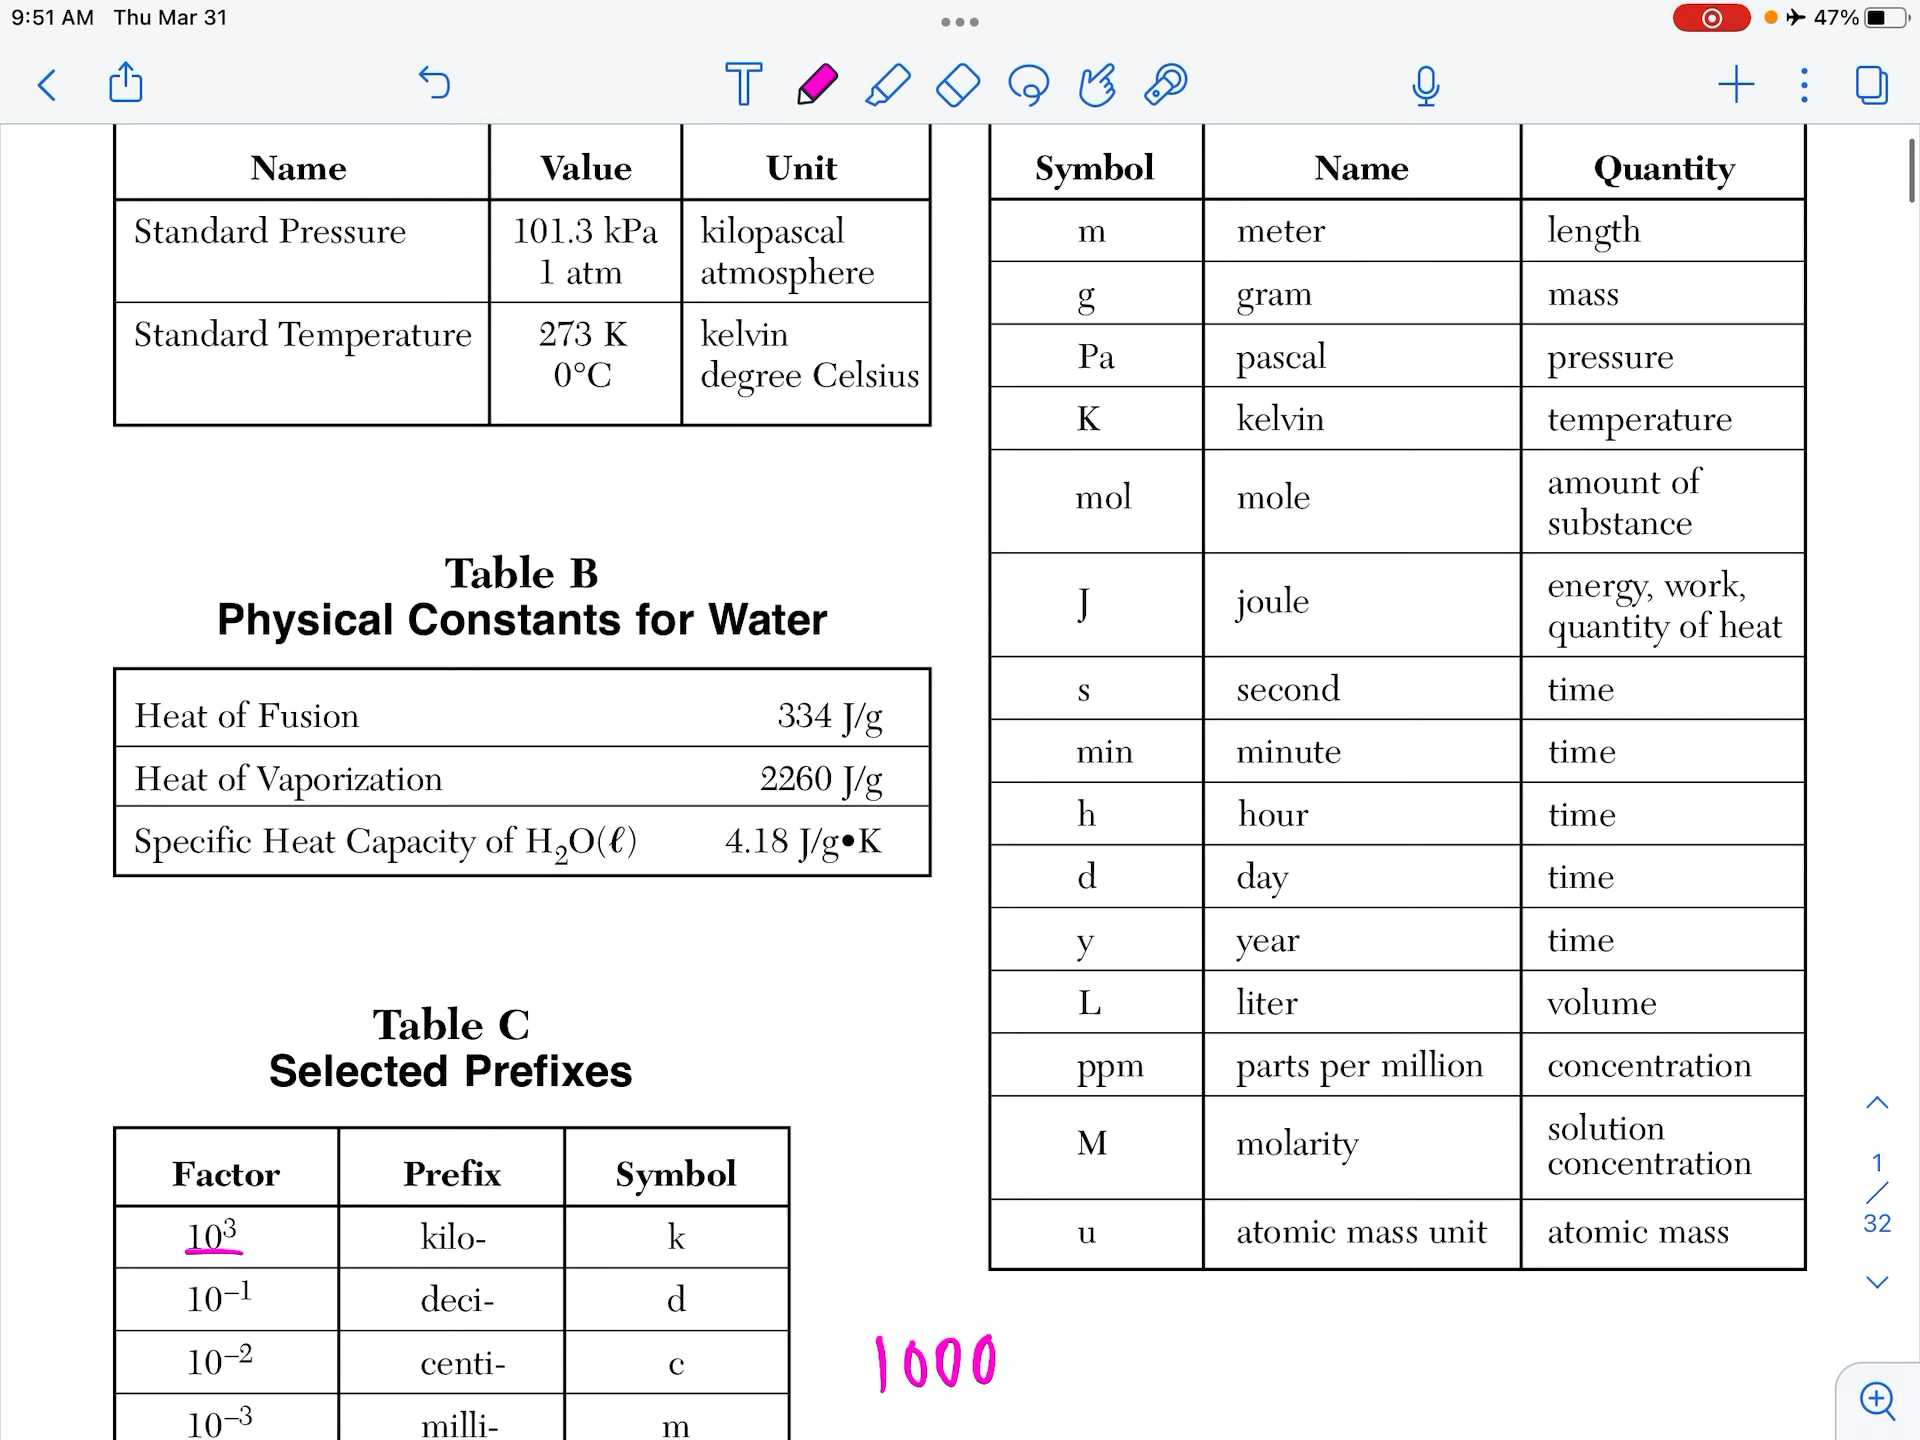 9:51 AM Thu Mar 31
47%
T
Name Value Unit
Standard Pressure 101.3 kPa kilopascal
1 atm atmosphere
Standard Temperature 273 K kelvin
0°C degree Celsius
Table B
Physical Constants for Water
Heat of Fusion 334 J/g
Heat of Vaporization 2260 J/g
Specific Heat Capacity of H₂O(ℓ) 4.18 J/g•K
Table C
Selected Prefixes
Factor Prefix Symbol
10³ kilo- k
10⁻¹ deci- d
10⁻² centi- c
10⁻³ milli- m
Symbol Name Quantity
m meter length
g gram mass
Pa pascal pressure
K kelvin temperature
mol mole amount of
substance
J joule energy, work,
quantity of heat
s second time
min minute time
h hour time
d day time
y year time
L liter volume
ppm parts per million concentration
M molarity solution
concentration
u atomic mass unit atomic mass
1000
1
/
32